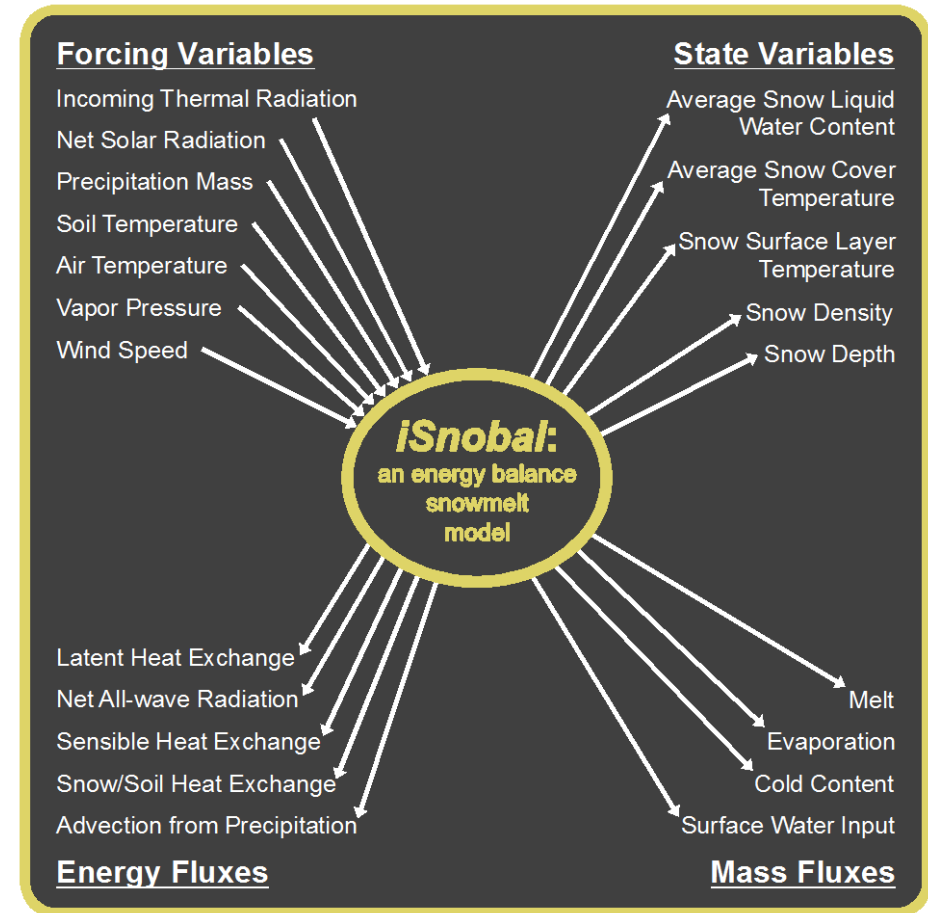 Forcing Variables
Incoming Thermal Radiation
Net Solar Radiation
Precipitation Mass
Soil Temperature
Air Temperature
Vapor Pressure
Wind Speed
State Variables
Average Snow Liquid
Water Content
Average Snow Cover
Temperature
Snow Surface Layer
Temperature
Snow Density
Snow Depth
iSnobal:
an energy balance
snowmelt
model
Latent Heat Exchange
Net All-wave Radiation
Sensible Heat Exchange
Snow/Soil Heat Exchange
Advection from Precipitation
Energy Fluxes
Melt
Evaporation
Cold Content
Surface Water Input
Mass Fluxes